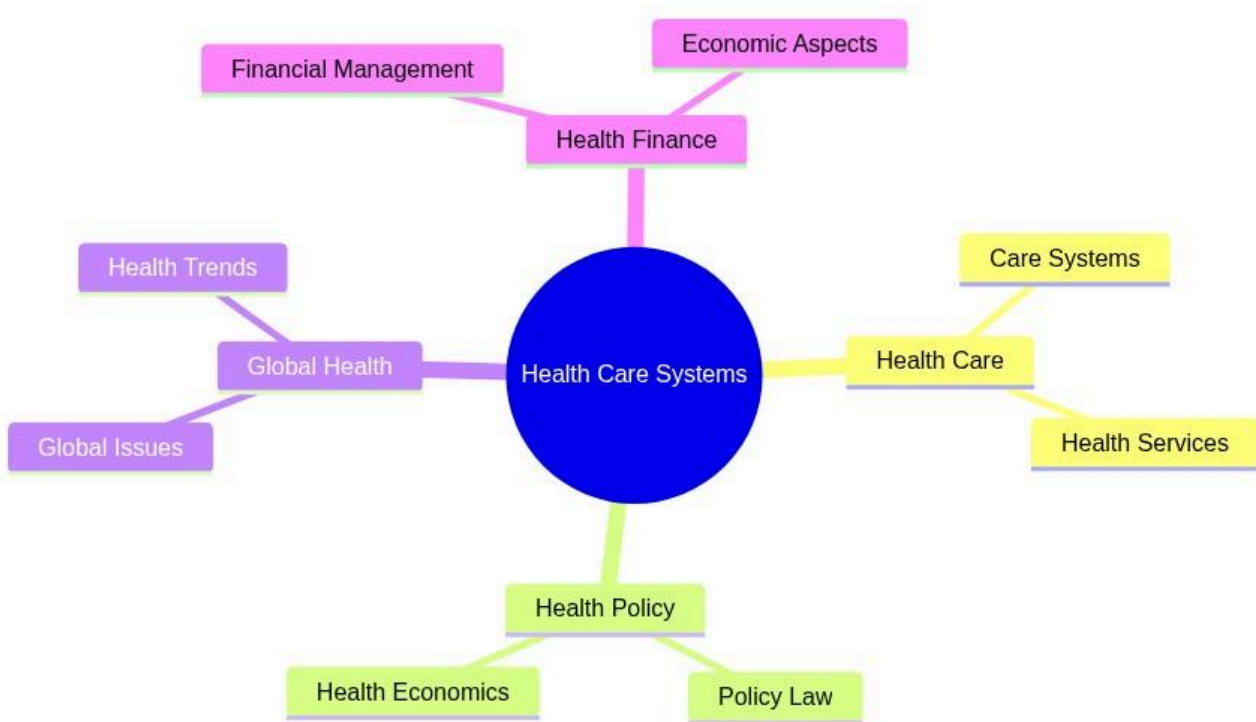 Economic Aspects
Financial Management
Health Finance
Care Systems
Health Trends
Health Care
Global Health
Health Care Systems
Health Services
Global Issues
Health Policy
Health Economics
Policy Law